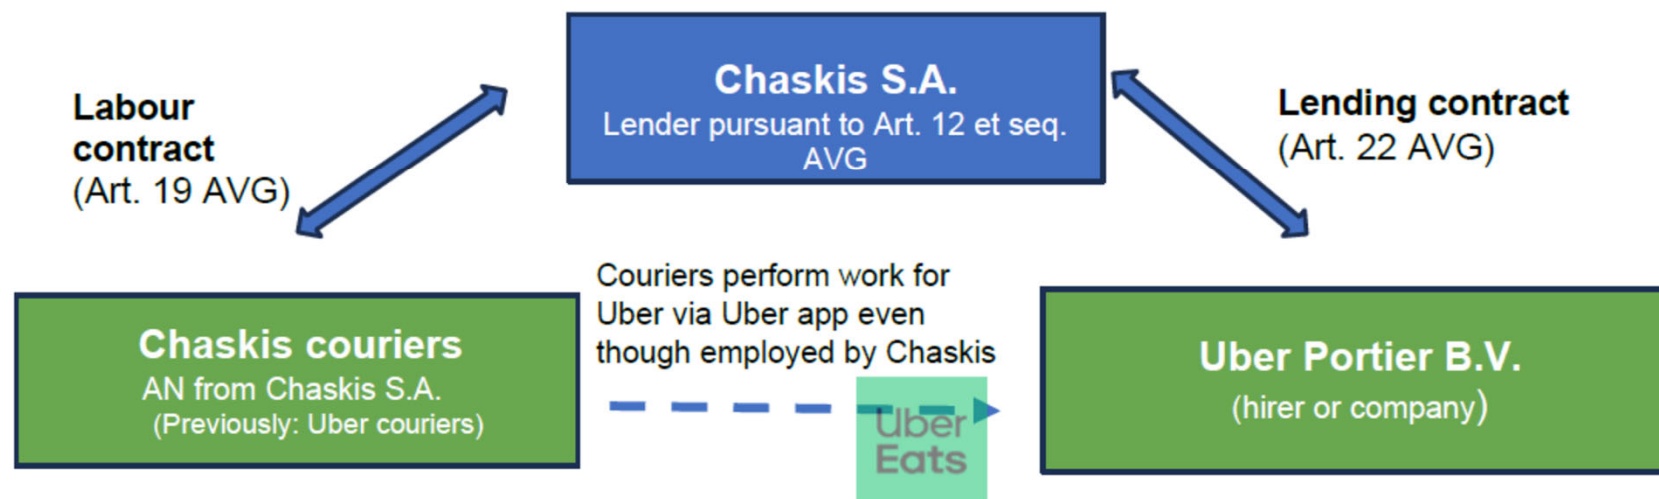 Chaskis S.A.
Lender pursuant to Art. 12 et seq.
AVG
Labour
contract
(Art. 19 AVG)
Lending contract
(Art. 22 AVG)
Couriers perform work for
Uber via Uber app even
though employed by Chaskis
Chaskis couriers
AN from Chaskis S.A.
(Previously: Uber couriers)
Uber
Eats
Uber Portier B.V.
(hirer or company)